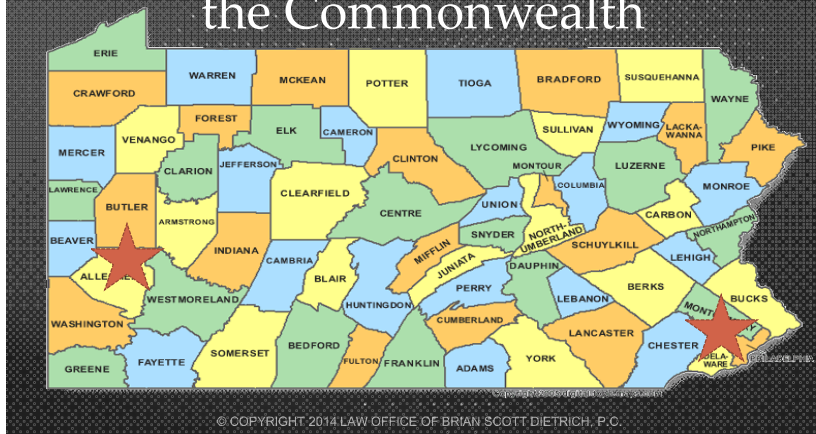 the Commonwealth
ERIE
WARREN
MCKEAN
POTTER
TIOGA
BRADFORD
SUSQUEHANNA
CRAWFORD
WAYNE
FOREST
VENANGO
ELK
CAMERON
SULLIVAN
WYOMING
LACKA-
WANNA
MERCER
CLINTON
LYCOMING
PIKE
JEFFERSON
CLARION
MONTOUR
LUZERNE
COLUMBIA
MONROE
LAWRENCE
BUTLER
CLEARFIELD
ARMSTRONG
CENTRE
UNION
CARBON
NORTHAMPTON
SNYDER
NORTH-
UMBERLAND
BEAVER
INDIANA
MIFFLIN
SCHUYLKILL
CAMBRIA
JUNIATA
DAUPHIN
LEHIGH
ALLE
BLAIR
PERRY
BERKS
WESTMORELAND
HUNTINGDON
LEBANON
BUCKS
MONT
WASHINGTON
CUMBERLAND
LANCASTER
CHESTER
SOMERSET
BEDFORD
DELA-
WARE
PHILADELPHIA
GREENE
FAYETTE
FULTON
FRANKLIN
ADAMS
YORK
© COPYRIGHT 2014 LAW OFFICE OF BRIAN SCOTT DIETRICH, P.C.